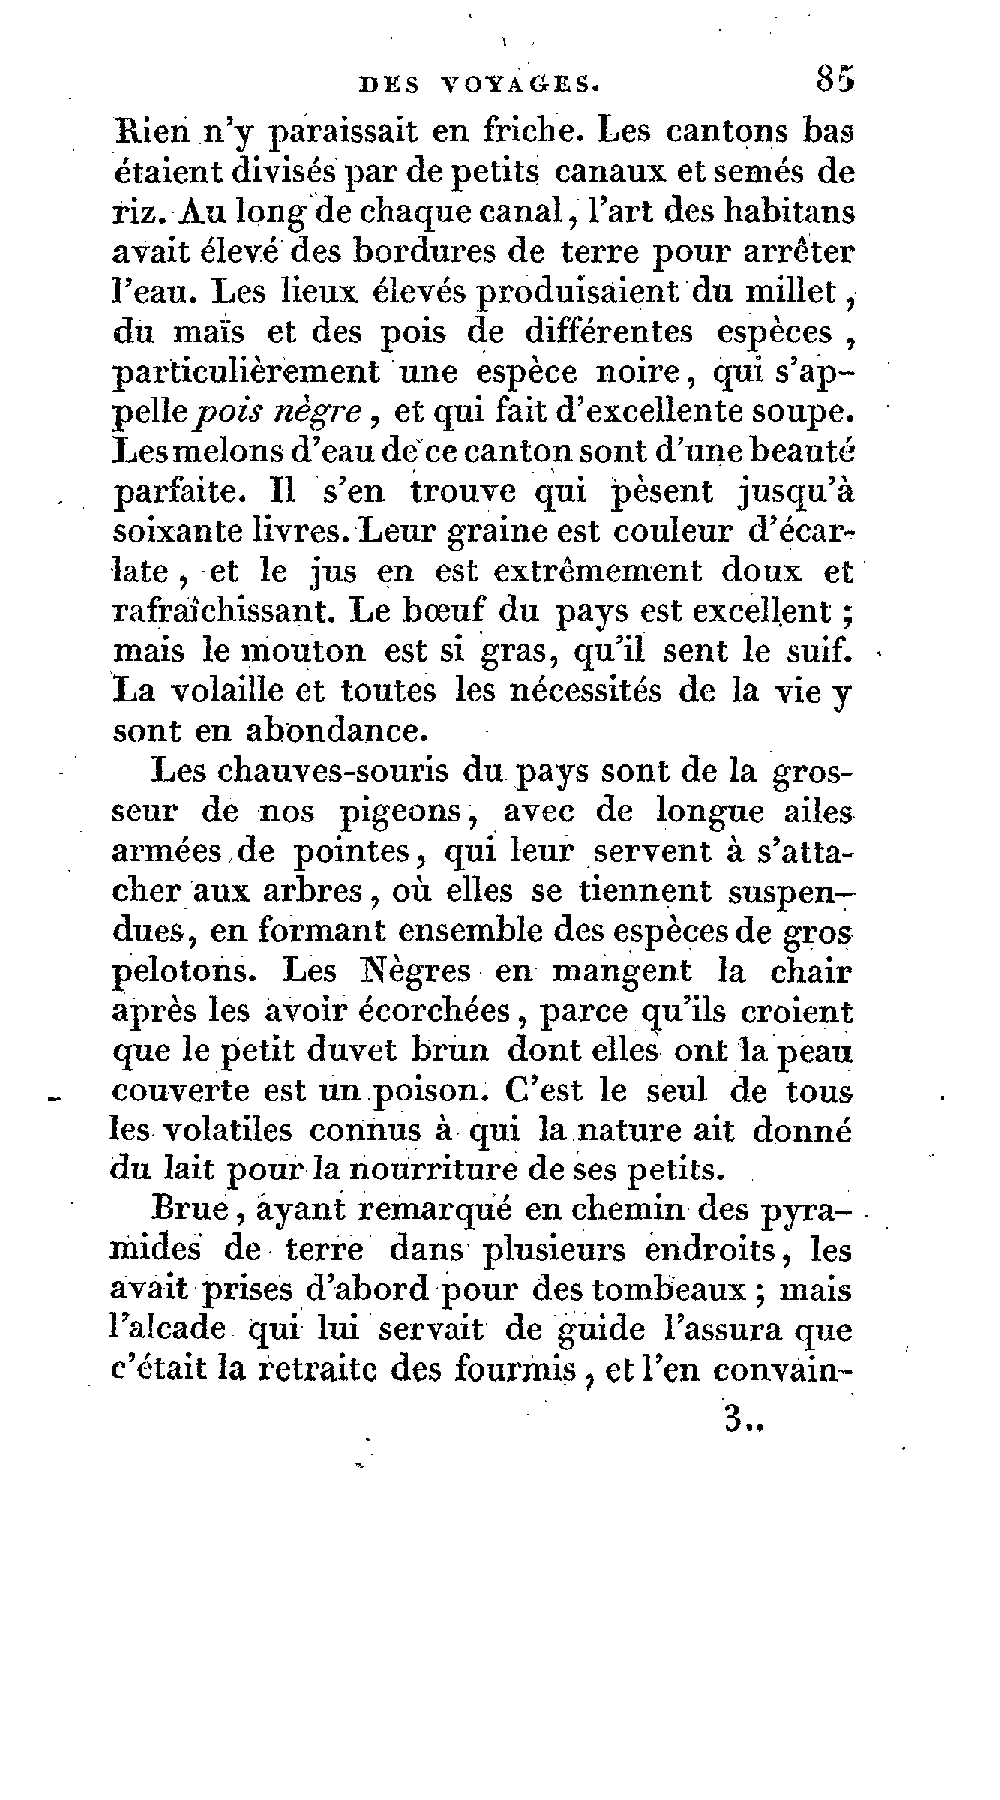 DES VOYAGES. 85
Rien n'y paraissait en friche. Les cantons bas
étaient divisés par de petits canaux et semés de
riz. Au long de chaque canal, l'art des habitans
avait élevé des bordures de terre pour arrêter
l'eau. Les lieux élevés produisaient du millet,
du maïs et des pois de différentes espèces,
particulièrement une espèce noire, qui s'ap-
pelle pois nègre, et qui fait d'excellente soupe.
Les melons d'eau de ce canton sont d'une beauté
parfaite. Il s'en trouve qui pèsent jusqu'à
soixante livres. Leur graine est couleur d'écar-
late, et le jus en est extrêmement doux et
rafraîchissant. Le bœuf du pays est excellent ;
mais le mouton est si gras, qu'il sent le suif.
La volaille et toutes les nécessités de la vie y
sont en abondance.
Les chauves-souris du pays sont de la gros-
seur de nos pigeons, avec de longue ailes
armées de pointes, qui leur servent à s'atta-
cher aux arbres, où elles se tiennent suspen-
dues, en formant ensemble des espèces de gros
pelotons. Les Nègres en mangent la chair
après les avoir écorchées, parce qu'ils croient
que le petit duvet brun dont elles ont la peau
couverte est un poison. C'est le seul de tous
les volatiles connus à qui la nature ait donné
du lait pour la nourriture de ses petits.
Brue, ayant remarqué en chemin des pyra-
mides de terre dans plusieurs endroits, les
avait prises d'abord pour des tombeaux ; mais
l'alcade qui lui servait de guide l'assura que
c'était la retraite des fourmis, et l'en convain-
3..